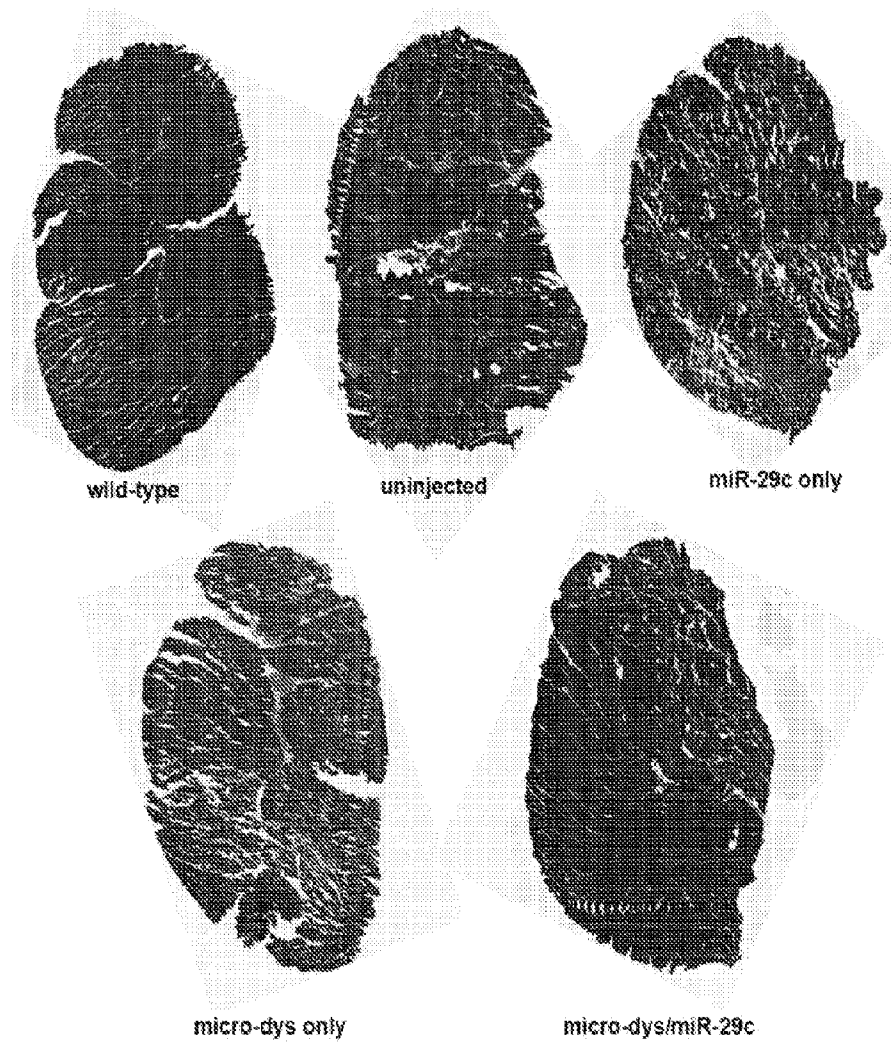 wild-type
uninjected
miR-29c only
micro-dys only
micro-dys/miR-29c